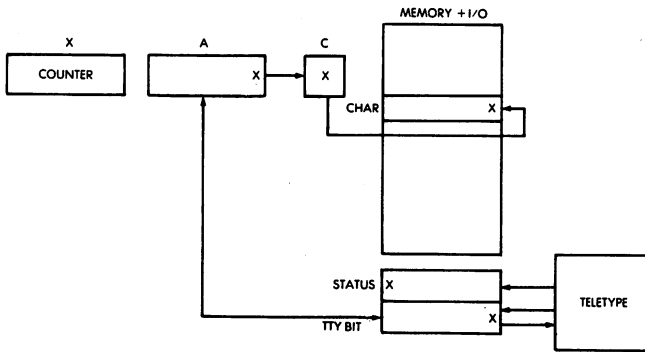 MEMORY + I/O
X A C
COUNTER X X
CHAR X
STATUS X
TELETYPE
TTY BIT X